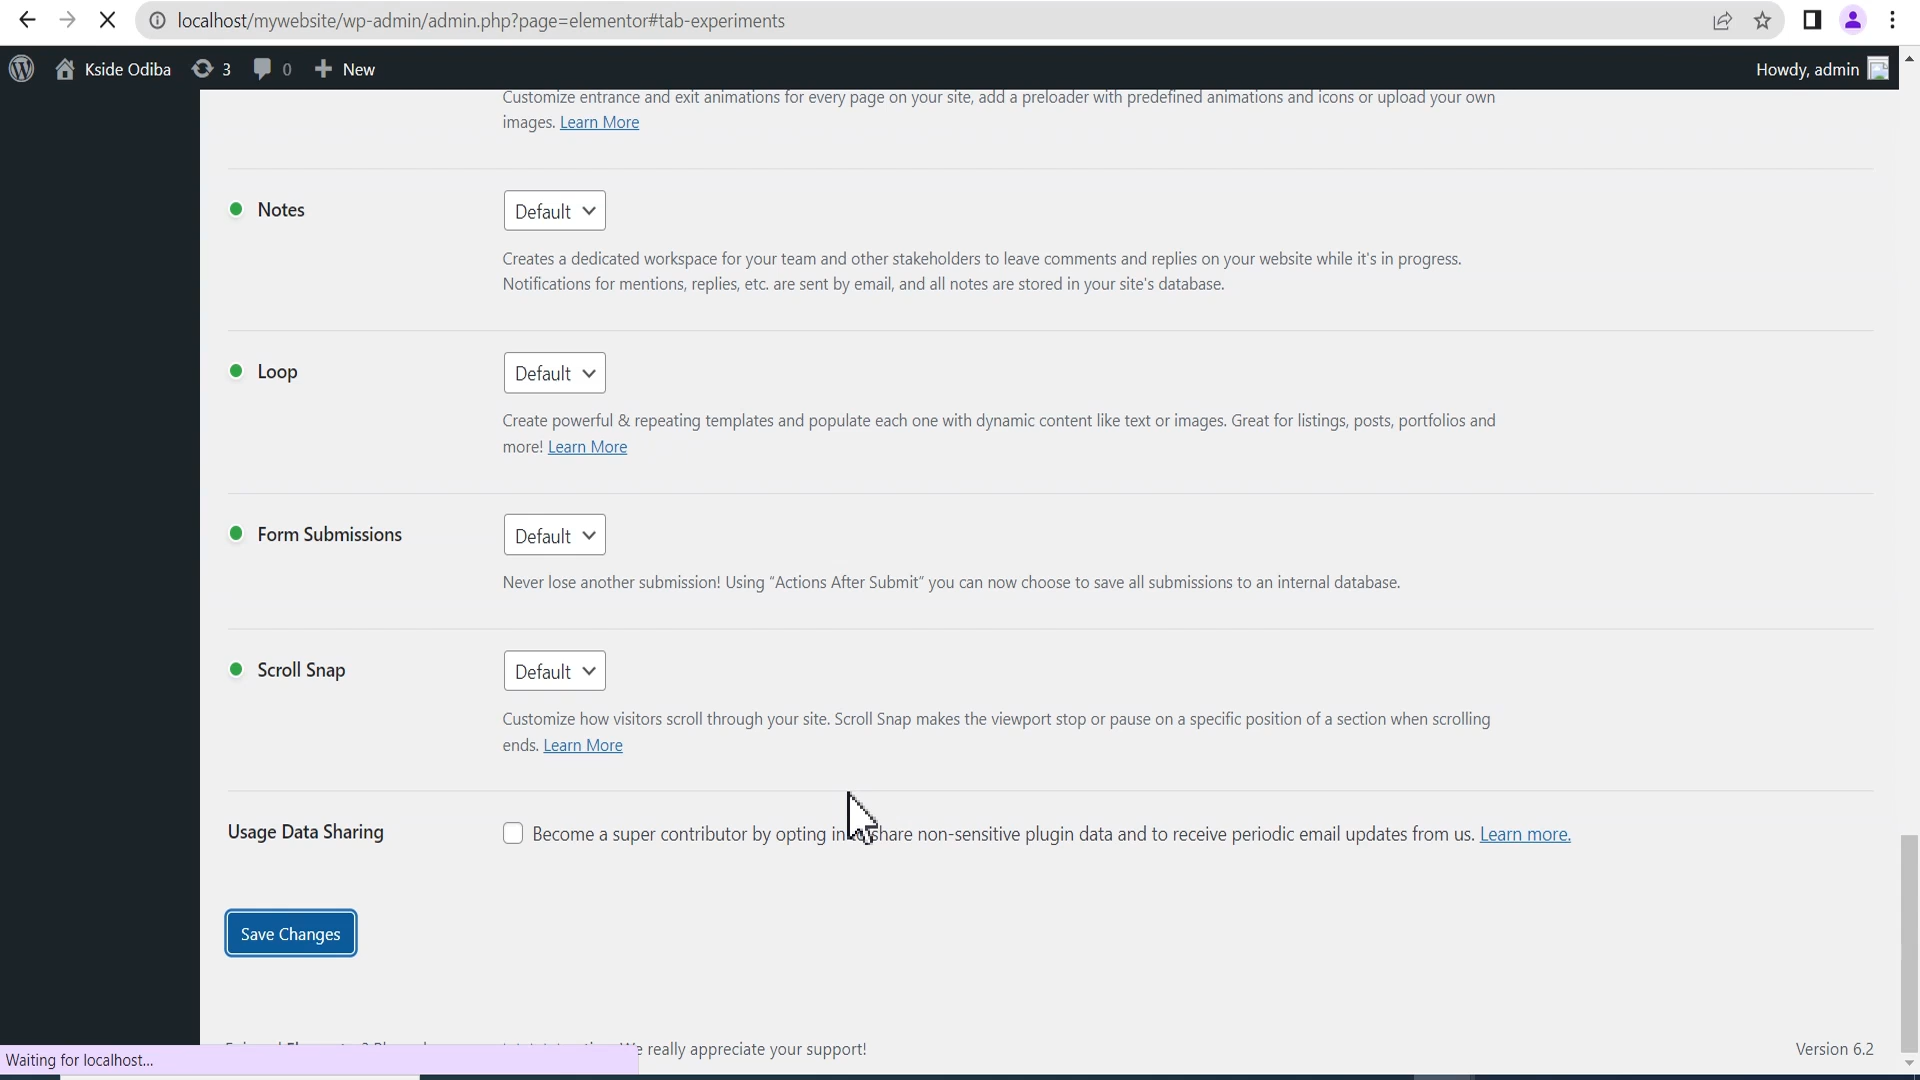 localhost/mywebsite/wp-admin/admin.php?page=elementor#tab-experiments
Kside Odiba 3 0 New Howdy, admin
Customize entrance and exit animations for every page on your site, add a preloader with predefined animations and icons or upload your own
images. Learn More
Notes Default
Creates a dedicated workspace for your team and other stakeholders to leave comments and replies on your website while it's in progress.
Notifications for mentions, replies, etc. are sent by email, and all notes are stored in your site's database.
Loop Default
Create powerful & repeating templates and populate each one with dynamic content like text or images. Great for listings, posts, portfolios and
more! Learn More
Form Submissions Default
Never lose another submission! Using “Actions After Submit” you can now choose to save all submissions to an internal database.
Scroll Snap Default
Customize how visitors scroll through your site. Scroll Snap makes the viewport stop or pause on a specific position of a section when scrolling
ends. Learn More
Usage Data Sharing Become a super contributor by opting in share non-sensitive plugin data and to receive periodic email updates from us. Learn more.
Save Changes
really appreciate your support! Version 6.2
Waiting for localhost...